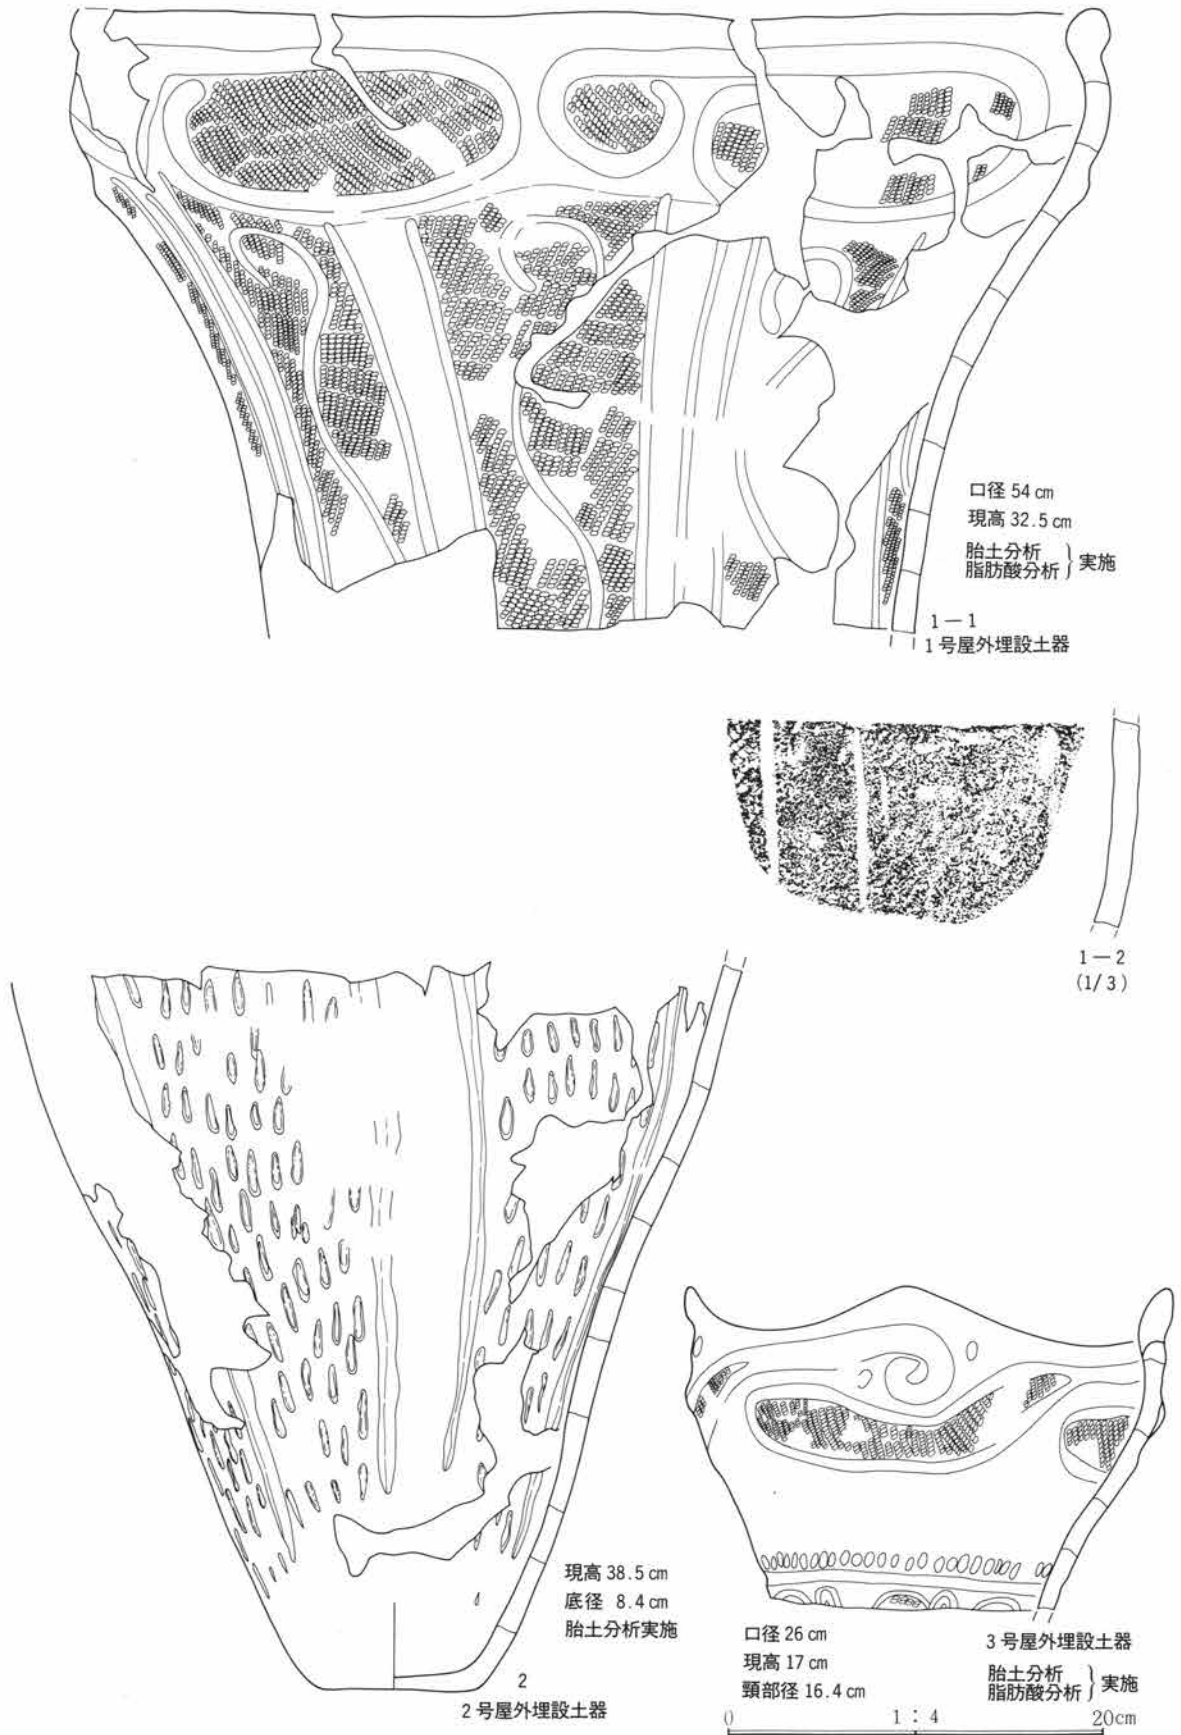 口径 54 cm
現高 32.5 cm
胎土分析
脂肪酸分析 } 実施
1—1
1号屋外埋設土器
1—2
(1/3)
現高 38.5 cm
底径 8.4 cm
胎土分析実施
2
2号屋外埋設土器
口径 26 cm
現高 17 cm
頸部径 16.4 cm
3号屋外埋設土器
胎土分析
脂肪酸分析 } 実施
0 1：4 20cm